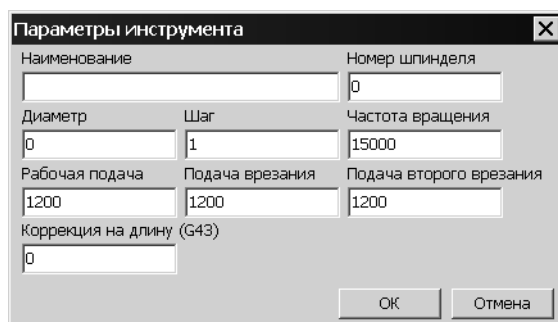 Параметры инструмента
Наименование Номер шпинделя
0
Диаметр Шаг Частота вращения
0 1 15000
Рабочая подача Подача врезания Подача второго врезания
1200 1200 1200
Коррекция на длину (G43)
0
ОК Отмена